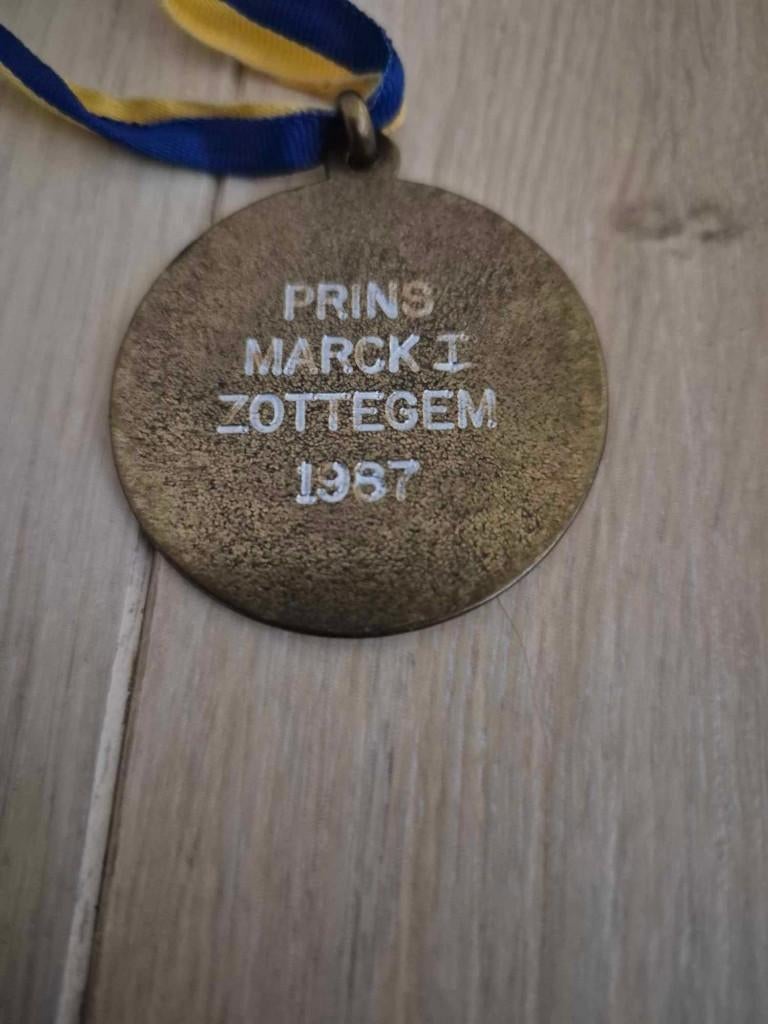 PRINS
MARCK I
ZOTTEGEM
1987